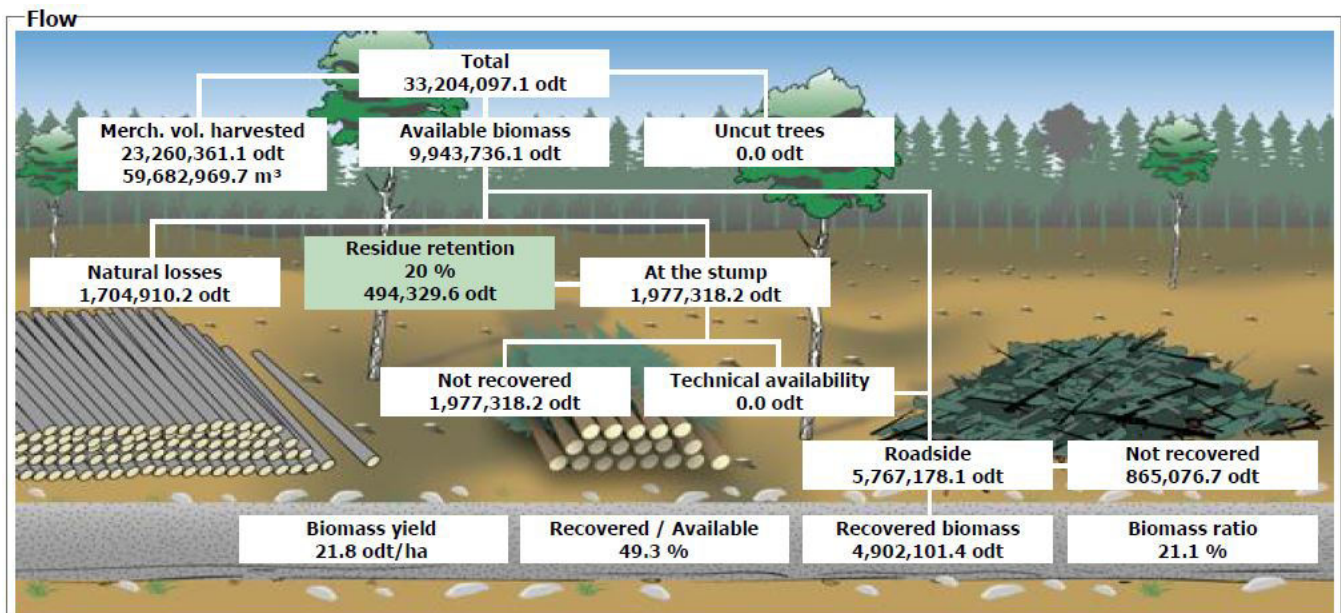 Flow
Total
33,204,097.1 odt
Merch. vol. harvested
23,260,361.1 odt
59,682,969.7 m³
Available biomass
9,943,736.1 odt
Uncut trees
0.0 odt
Natural losses
1,704,910.2 odt
Residue retention
20 %
494,329.6 odt
At the stump
1,977,318.2 odt
Not recovered
1,977,318.2 odt
Technical availability
0.0 odt
Roadside
5,767,178.1 odt
Not recovered
865,076.7 odt
Biomass yield
21.8 odt/ha
Recovered / Available
49.3 %
Recovered biomass
4,902,101.4 odt
Biomass ratio
21.1 %